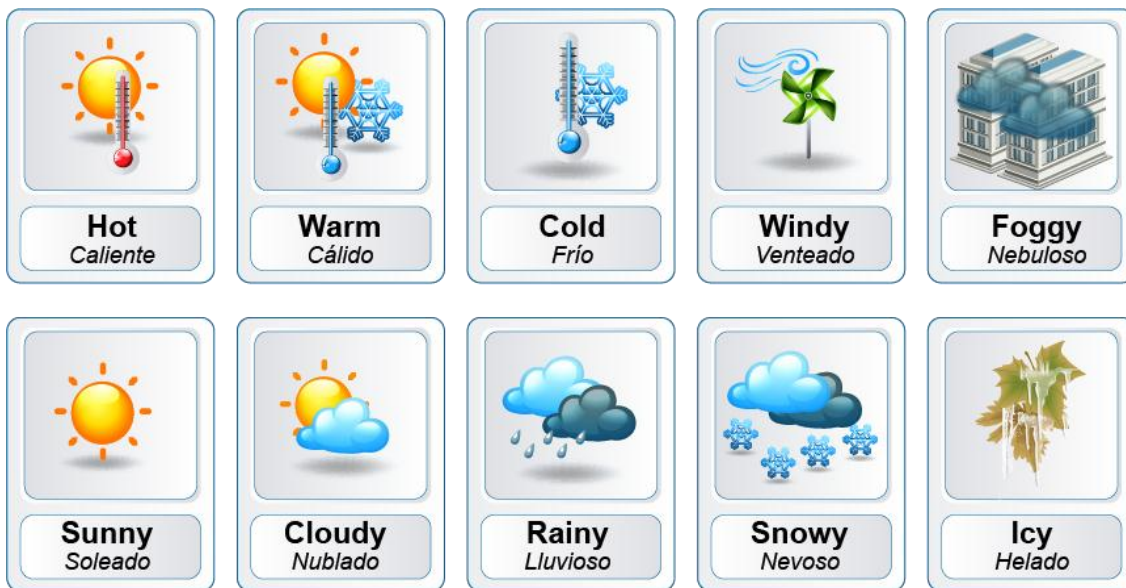 Hot
Caliente
Warm
Cálido
Cold
Frío
Windy
Venteado
Foggy
Nebuloso
Sunny
Soleado
Cloudy
Nublado
Rainy
Lluvioso
Snowy
Nevoso
Icy
Helado